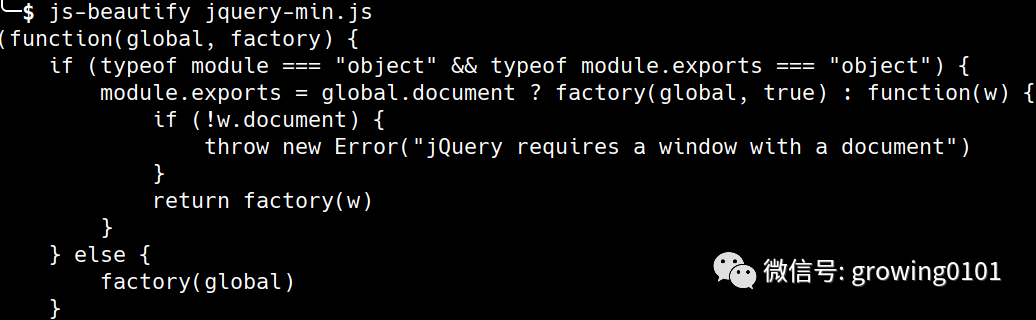 └─$ js-beautify jquery-min.js
(function(global, factory) {
    if (typeof module === "object" && typeof module.exports === "object") {
        module.exports = global.document ? factory(global, true) : function(w) {
            if (!w.document) {
                throw new Error("jQuery requires a window with a document")
            }
            return factory(w)
        }
    } else {
        factory(global)
    }
微信号: growing0101